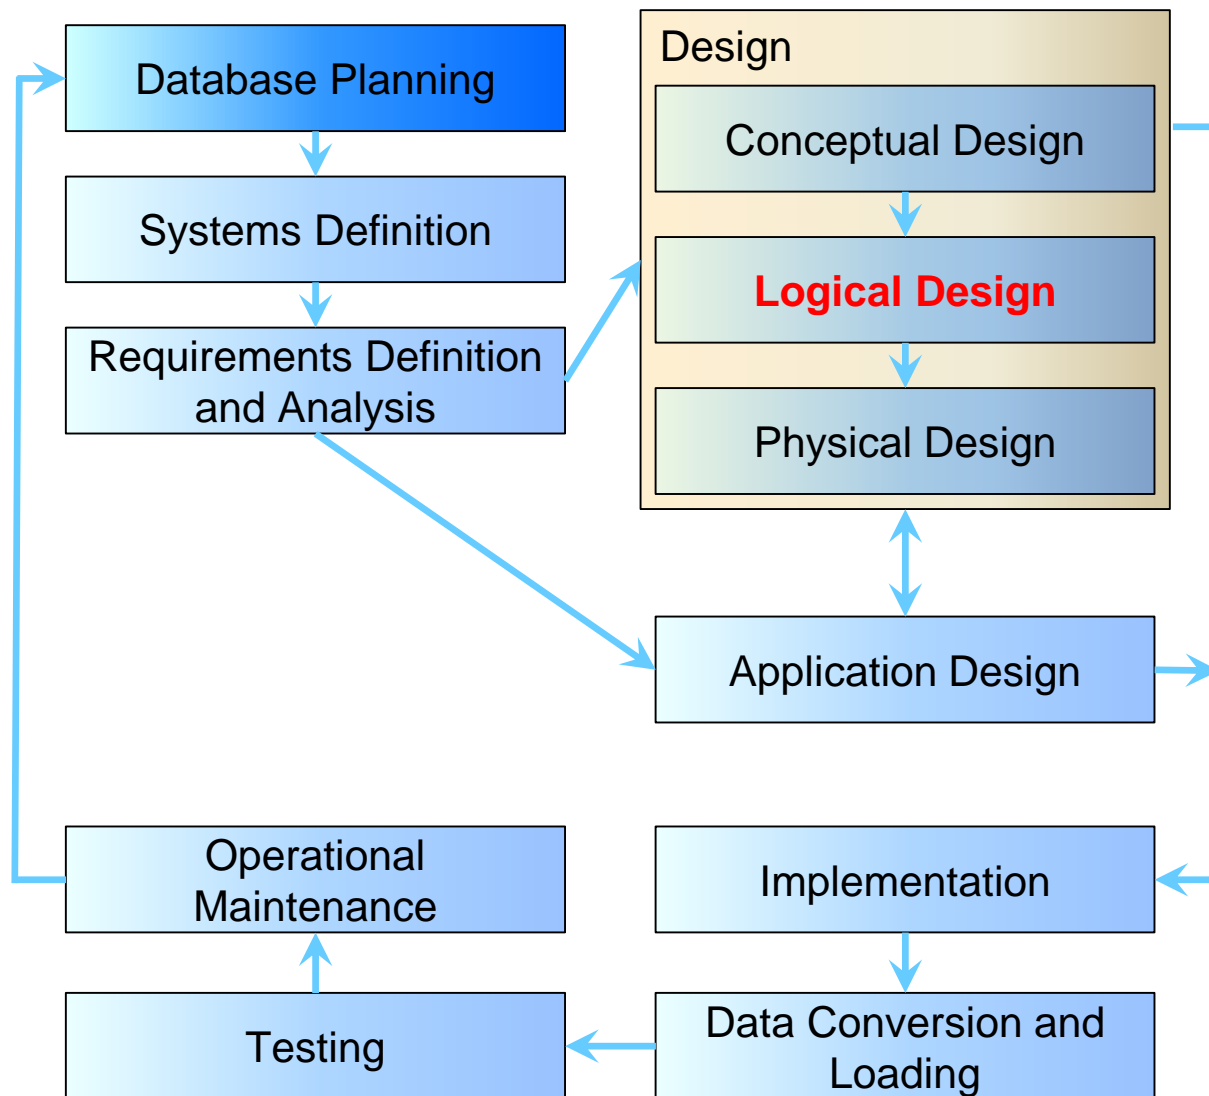 Database Planning
Systems Definition
Requirements Definition
and Analysis
Design
Conceptual Design
Logical Design
Physical Design
Application Design
Operational
Maintenance
Implementation
Testing
Data Conversion and
Loading